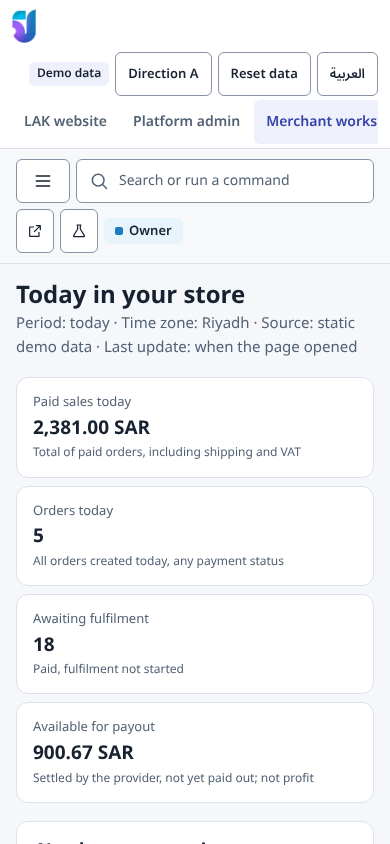 Demo data
Direction A
Reset data
العربية
LAK website
Platform admin
Merchant works
Search or run a command
Owner
Today in your store
Period: today · Time zone: Riyadh · Source: static
demo data · Last update: when the page opened
Paid sales today
2,381.00 SAR
Total of paid orders, including shipping and VAT
Orders today
5
All orders created today, any payment status
Awaiting fulfilment
18
Paid, fulfilment not started
Available for payout
900.67 SAR
Settled by the provider, not yet paid out; not profit